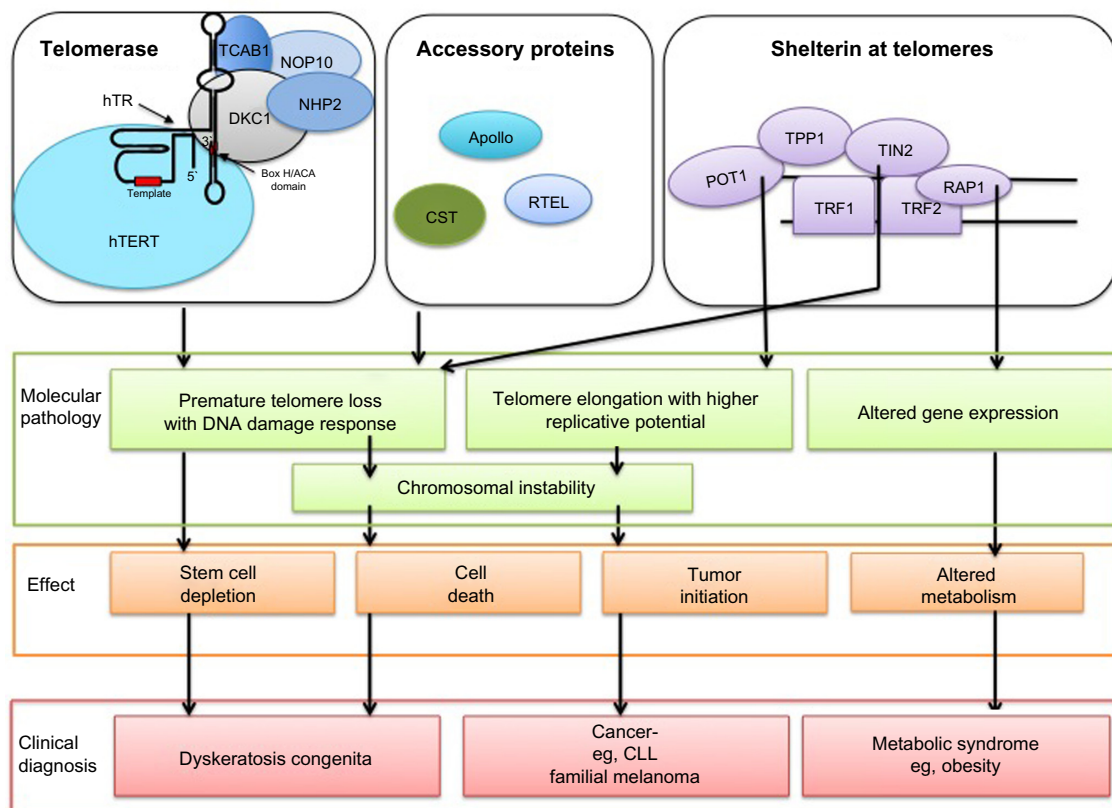 Telomerase
TCAB1
NOP10
hTR
DKC1
NHP2
3`
5`
Box H/ACA
domain
Template
hTERT
Accessory proteins
Apollo
RTEL
CST
Shelterin at telomeres
TPP1
TIN2
POT1
RAP1
TRF1
TRF2
Molecular
pathology
Premature telomere loss
with DNA damage response
Telomere elongation with higher
replicative potential
Altered gene expression
Chromosomal instability
Effect
Stem cell
depletion
Cell
death
Tumor
initiation
Altered
metabolism
Clinical
diagnosis
Dyskeratosis congenita
Cancer-
eg, CLL
familial melanoma
Metabolic syndrome
eg, obesity